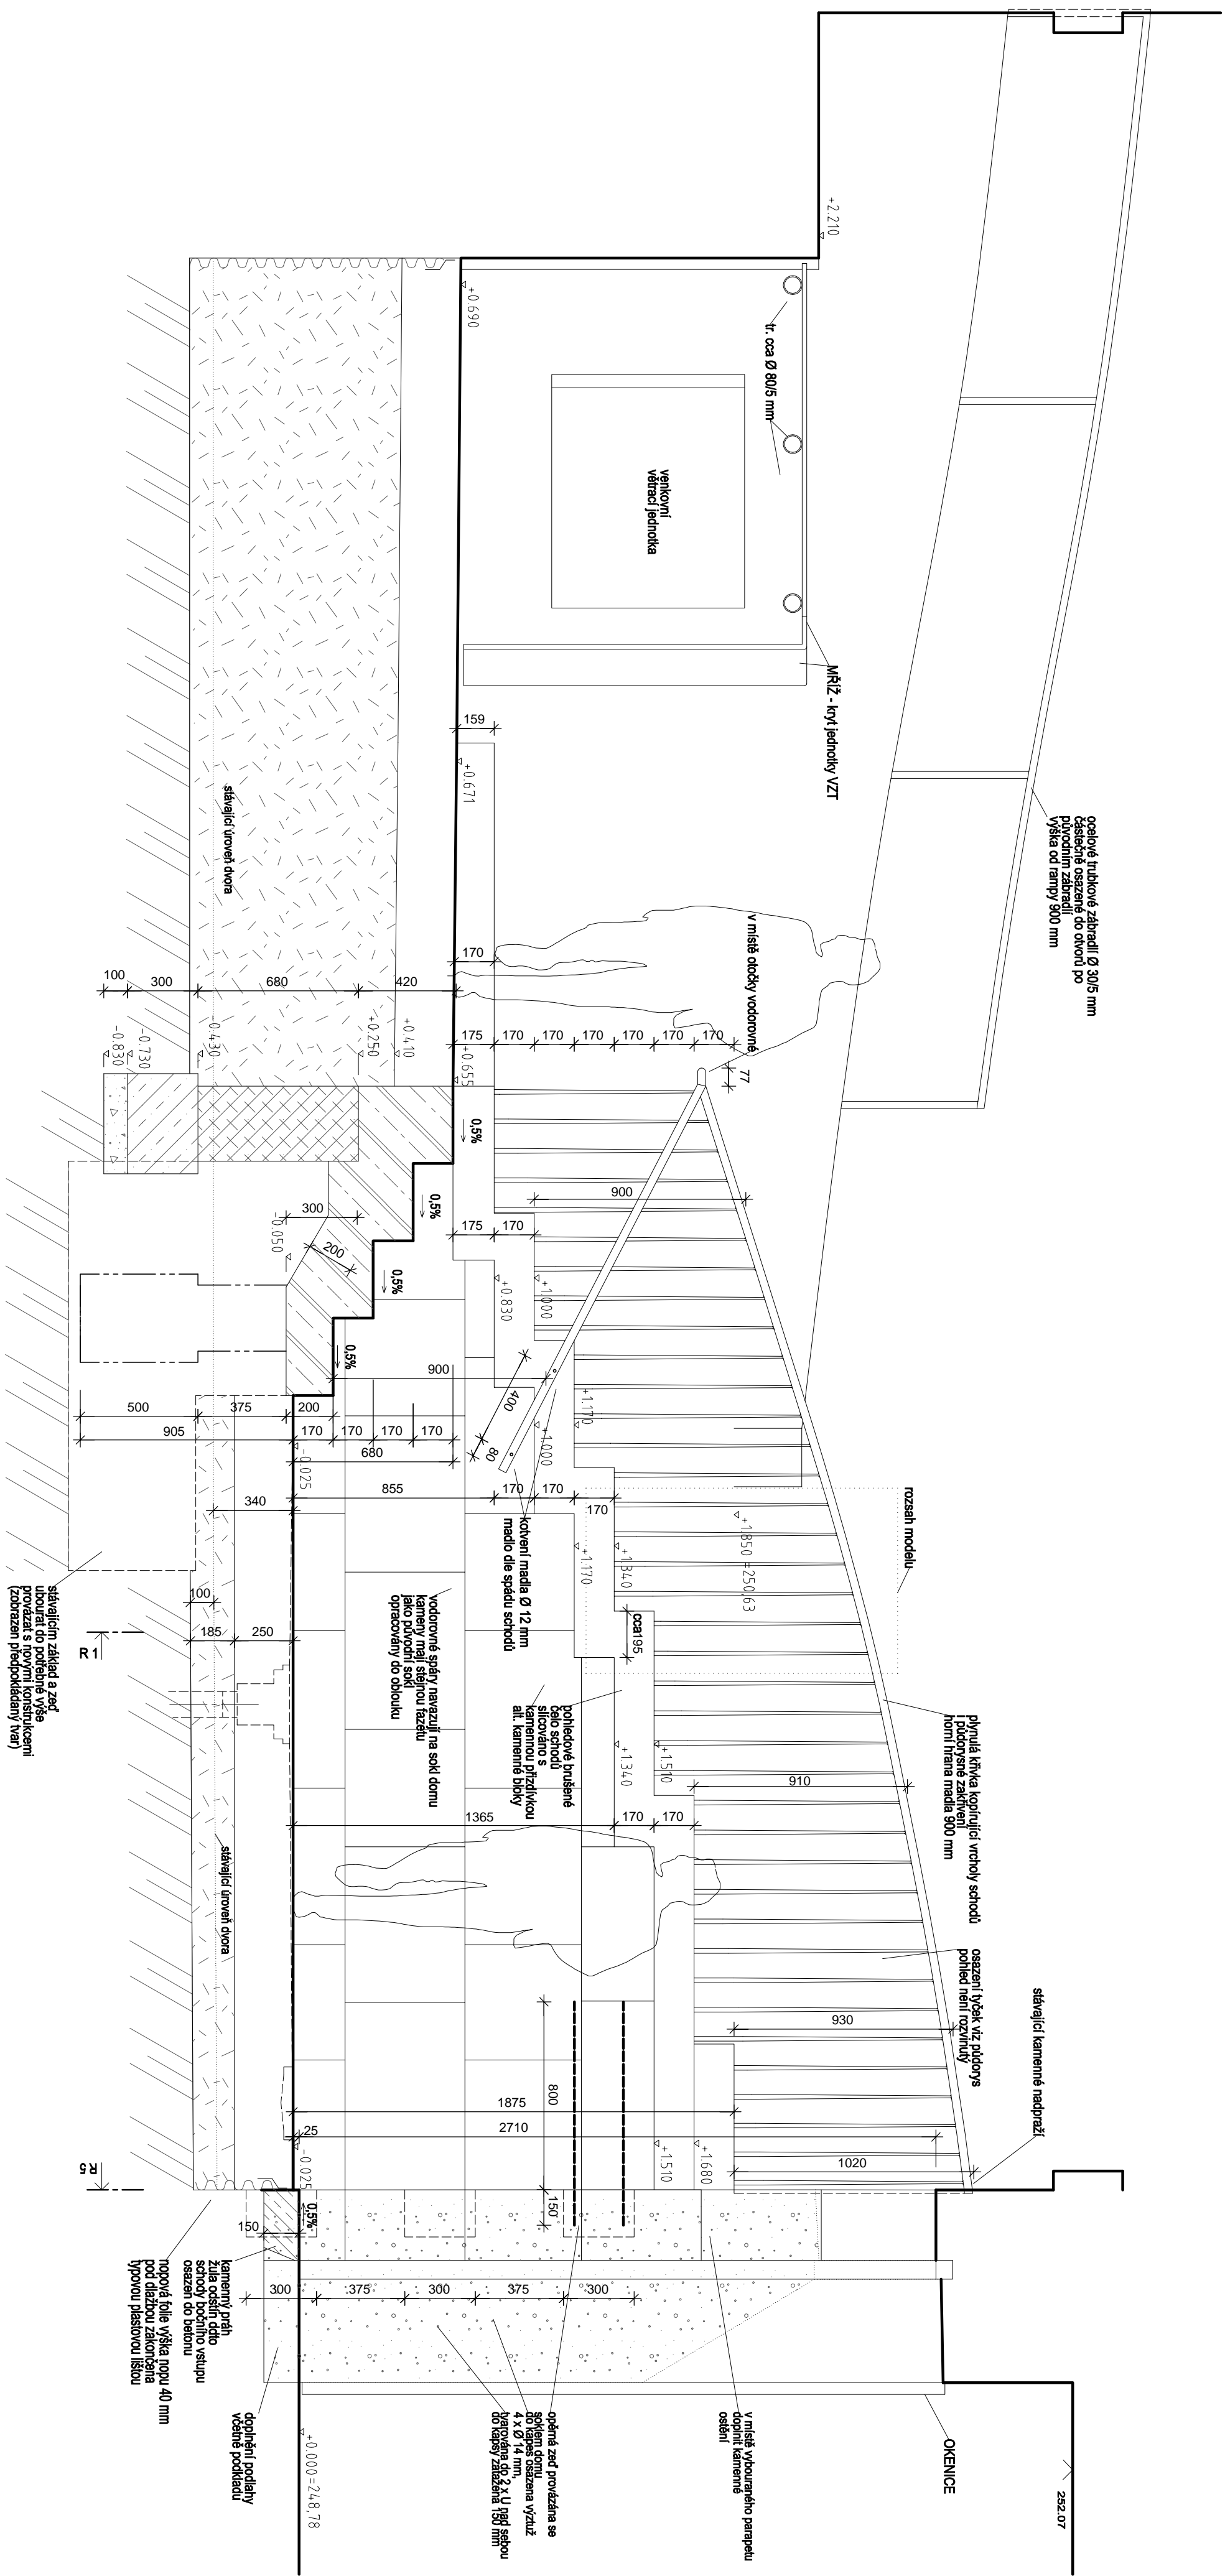 +2.210
+0.690
tr. cca Ø 80/5 mm
venkovní
větrací jednotka
MŘÍŽ - kryt jednotky VZT
ocelové trubkové zábradlí Ø 30/5 mm
částečně osazené do otvorů po
původním zábradlí
výška od rampy 900 mm
159
+0.671
stávající úroveň dvora
v místě otočky vodorovné
170
100
300
680
420
-0.830
-0.730
-0.430
+0.250
+0.410
+0.655
175
170
170
170
170
170
170
77
0,5%
0,5%
0,5%
0,5%
900
300
-0.050
200
175
170
+0.830
+1.000
900
400
80
+1.170
+1.000
500
375
200
905
170
170
170
170
680
-0.025
340
855
170
170
170
kotvení madla Ø 12 mm
madlo dle spádu schodů
+1.170
+1.340
+1.850 =250,63
rozsah modelu
cca195
stávajícím základ a zeď
ubourat do potřebné výše
provázat s novými konstrukcemi
(zobrazen předpokládaný tvar)
100
185
250
R1
vodorovné spáry navazují na sokl domu
kameny mají stejnou fazetu
jako původní sokl
opracovány do oblouku
pohledové broušené
čelo schodů
slícováno s
kamennou přizdívkou
alt. kamenné bloky
+1.340
+1.510
plynulá křivka kopírující vrcholy schodů
i půdorysné zakřivení
horní hrana madla 900 mm
910
1365
170
170
stávající úroveň dvora
osazení tyček viz půdorys
pohled není rozvinutý
stávající kamenné nadpraží
930
800
1875
2710
25
-0.025
+1.510
+1.680
1020
R5
0,5%
150
150
kamenný práh
žula odstín ddto
schody bočního vstupu
osazen do betonu
nopová folie výška nopu 40 mm
pod dlažbou zakončena
typovou plastovou lištou
300
375
300
375
300
doplnění podlahy
včetně podkladu
+0.000=248,78
opěrná zeď provázána se
soklem domu
do kapes osazena výztuž
4 x Ø 14 mm,
tvarována do 2 x U nad sebou
do kapsy zatažena 150 mm
v místě vybouraného parapetu
doplnit kamenné
ostění
OKENICE
252.07